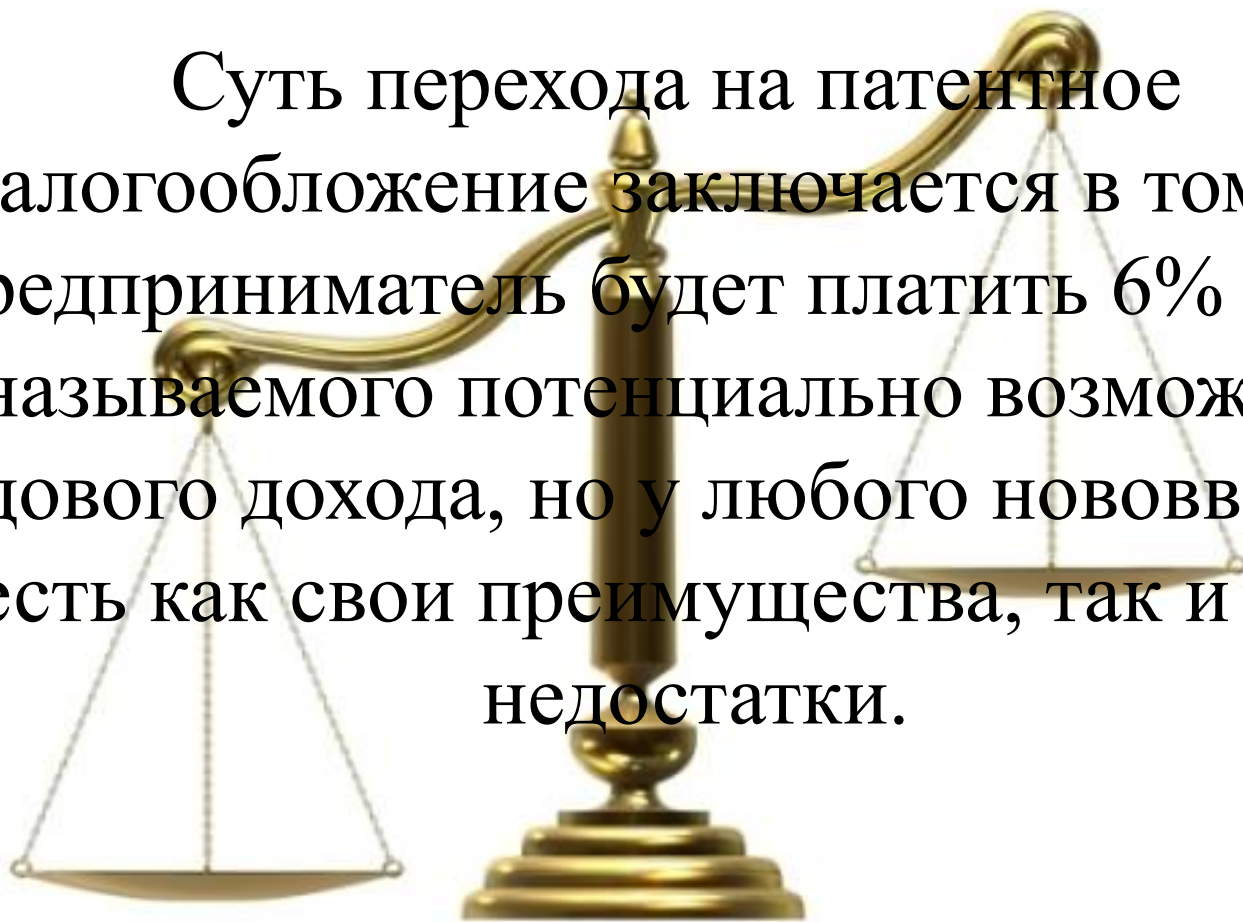 Суть перехода на патентное
алогообложение заключается в том
редприниматель будет платить 6%
называемого потенциально возмож
дового дохода, но у любого нововв
есть как свои преимущества, так и
недостатки.